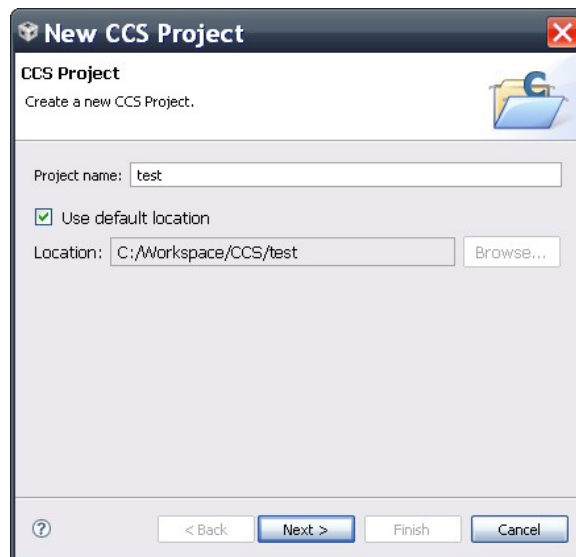 New CCS Project
CCS Project
Create a new CCS Project.
Project name: test
Use default location
Location: C:/Workspace/CCS/test Browse...
? < Back Next > Finish Cancel